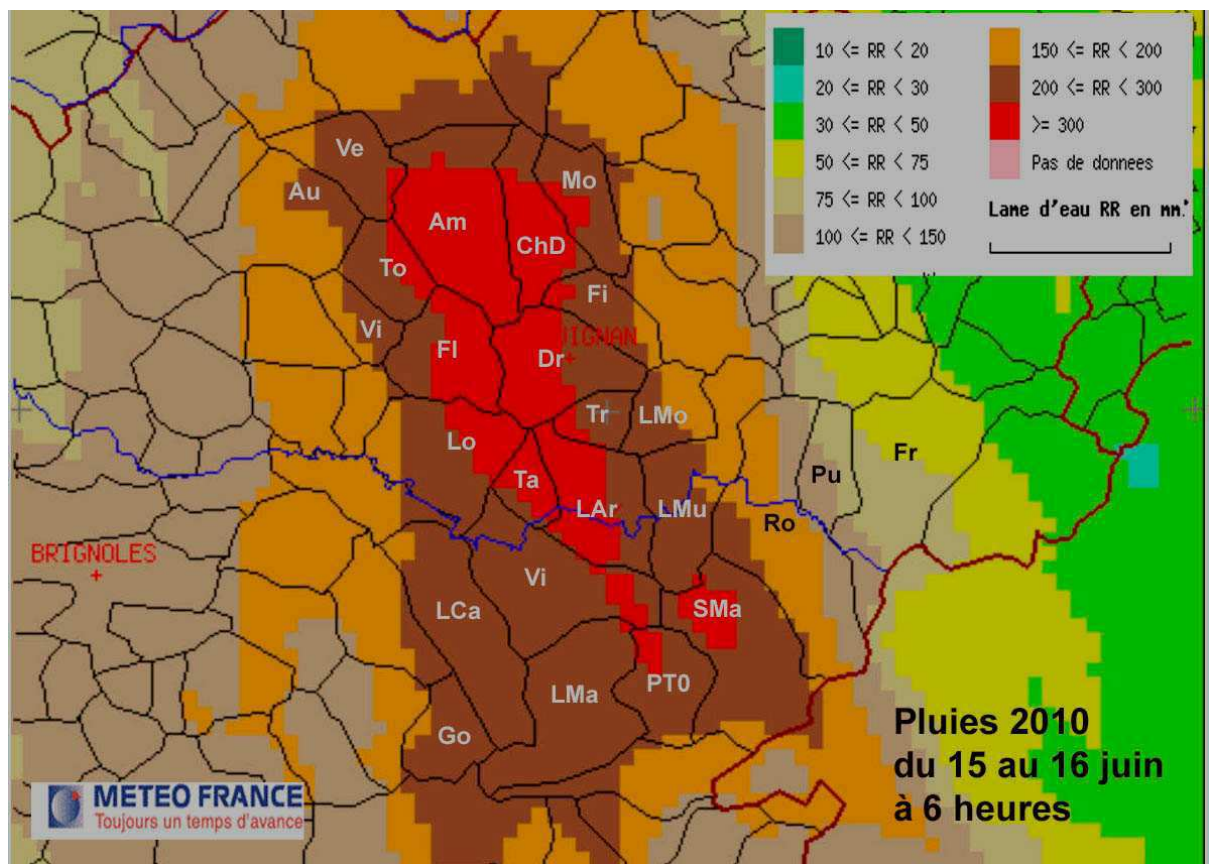 10 <= RR < 20
20 <= RR < 30
30 <= RR < 50
50 <= RR < 75
75 <= RR < 100
100 <= RR < 150
150 <= RR < 200
200 <= RR < 300
>= 300
Pas de donnees
Lame d'eau RR en mm.
Ve
Au
Mo
Am
ChD
To
Fi
Vi
Fl
Dr
IGNAN
Tr
LMo
Lo
Ta
Fr
Pu
LAr
LMu
Ro
BRIGNOLES
Vi
LCa
SMa
LMa
PT0
Go
Pluies 2010
du 15 au 16 juin
à 6 heures
METEO FRANCE
Toujours un temps d'avance